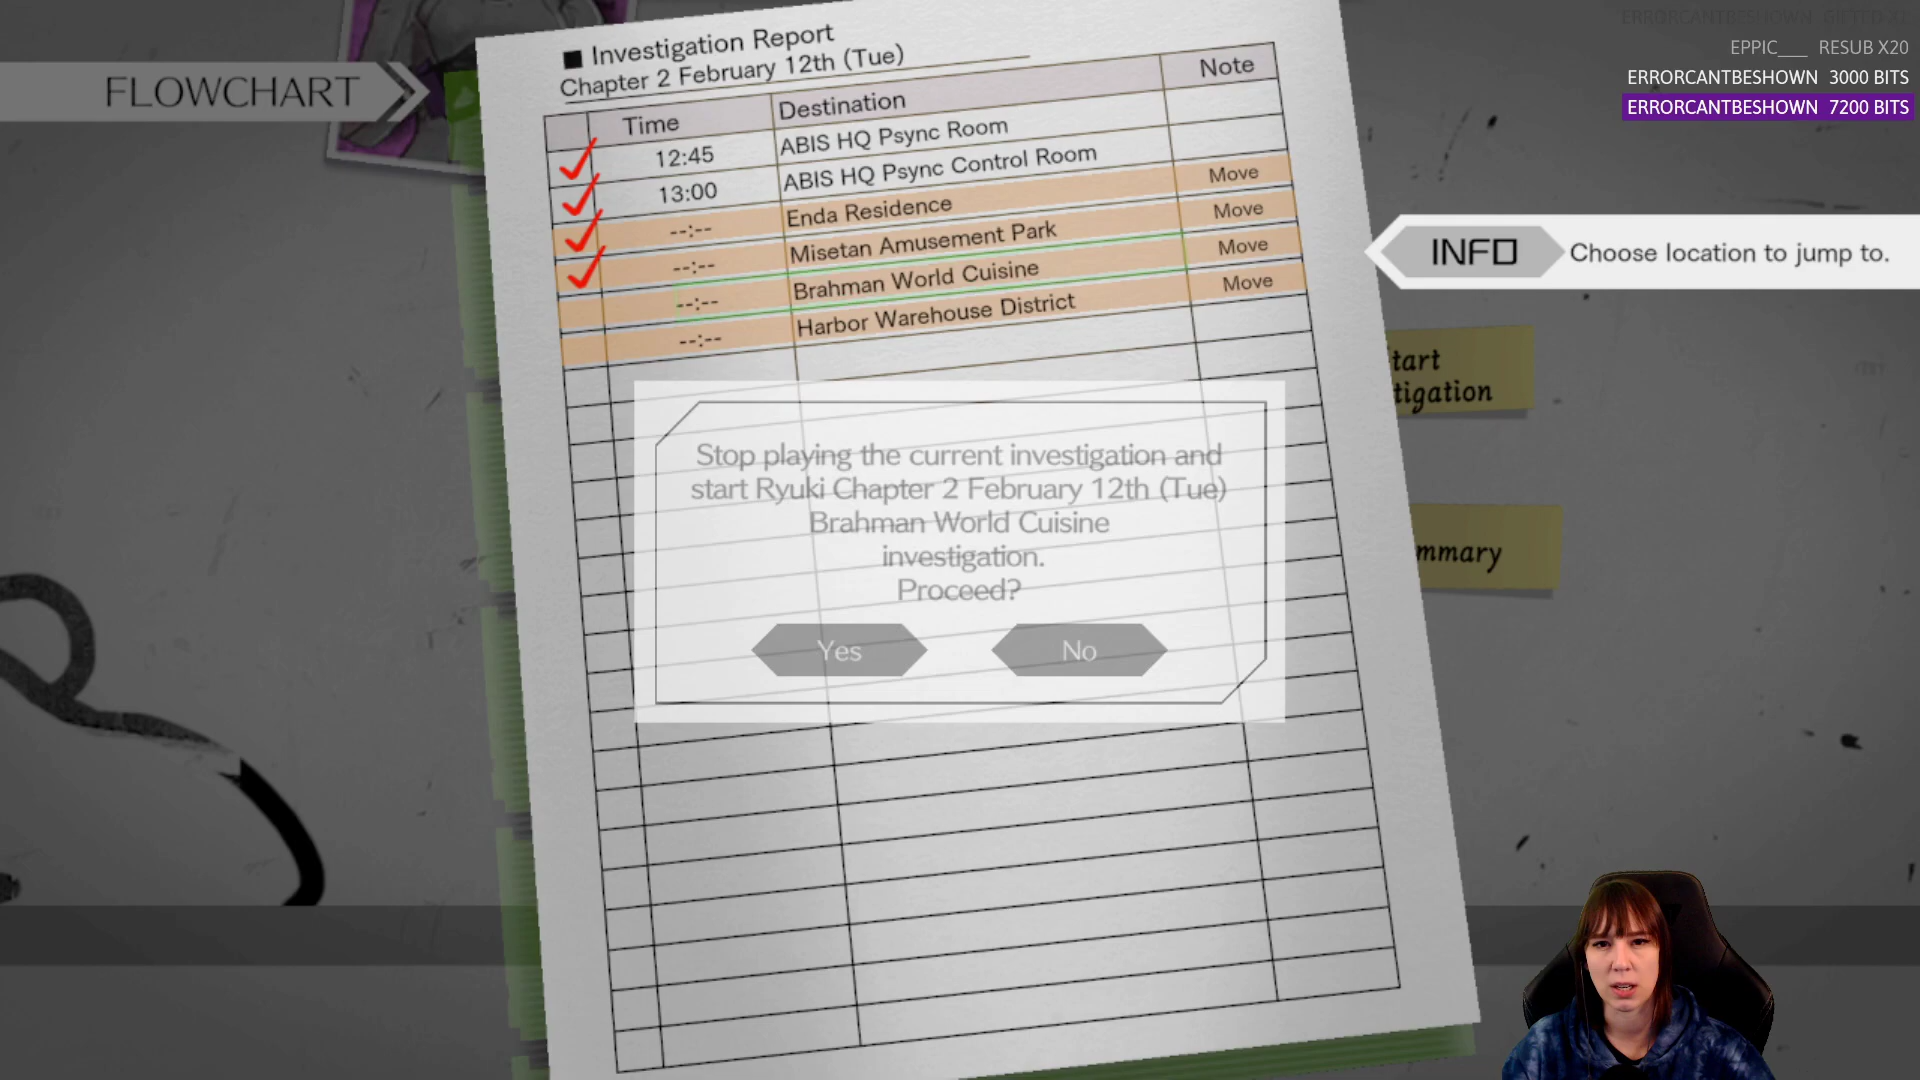 ERRORCANTBESHOWN GIFTED X1
EPPIC___ RESUB X20
ERRORCANTBESHOWN 3000 BITS
ERRORCANTBESHOWN 7200 BITS
FLOWCHART
■ Investigation Report
Chapter 2 February 12th (Tue)
Time Destination Note
12:45 ABIS HQ Psync Room
13:00 ABIS HQ Psync Control Room
--:-- Enda Residence Move
--:-- Misetan Amusement Park Move
--:-- Brahman World Cuisine Move
--:-- Harbor Warehouse District Move
INFO Choose location to jump to.
tart
tigation
mmary
Stop playing the current investigation and
start Ryuki Chapter 2 February 12th (Tue)
Brahman World Cuisine
investigation.
Proceed?
Yes No